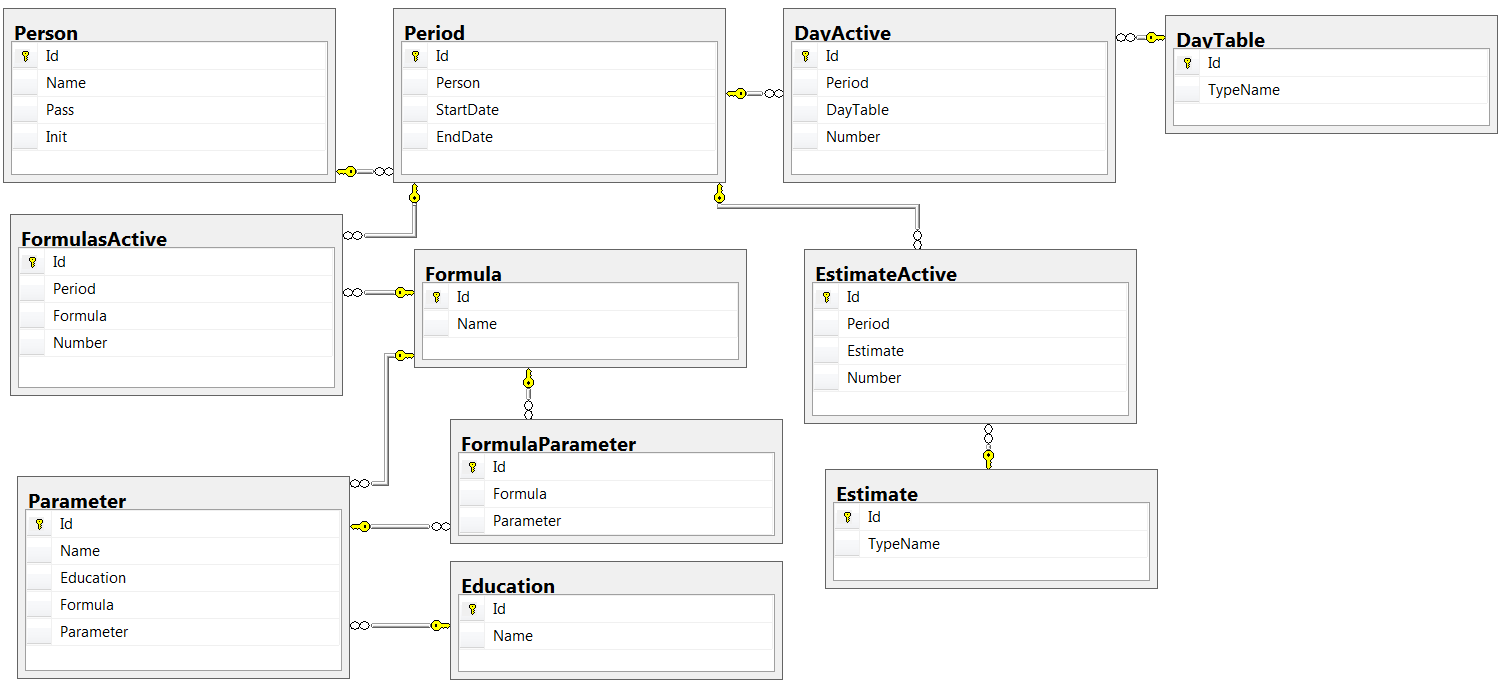 Person
Id
Name
Pass
Init
Period
Id
Person
StartDate
EndDate
DayActive
Id
Period
DayTable
Number
DayTable
Id
TypeName
FormulasActive
Id
Period
Formula
Number
Formula
Id
Name
EstimateActive
Id
Period
Estimate
Number
FormulaParameter
Id
Formula
Parameter
Parameter
Id
Name
Education
Formula
Parameter
Estimate
Id
TypeName
Education
Id
Name